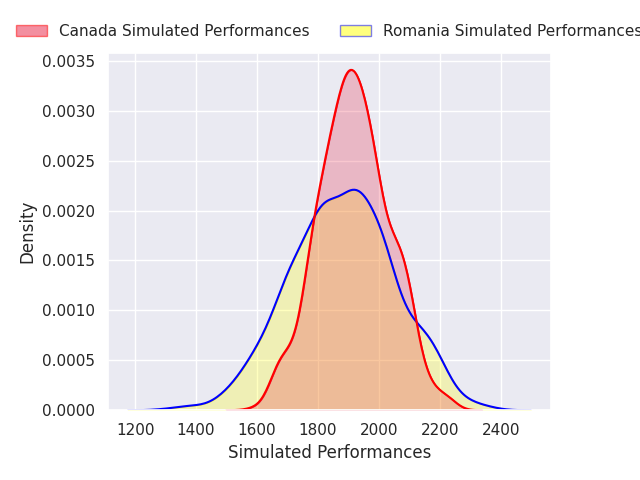 Canada Simulated Performances Romania Simulated Performances
0.0035
0.0030
0.0025
0.0020
0.0015
0.0010
0.0005
0.0000
Density
1200 1400 1600 1800 2000 2200 2400
Simulated Performances